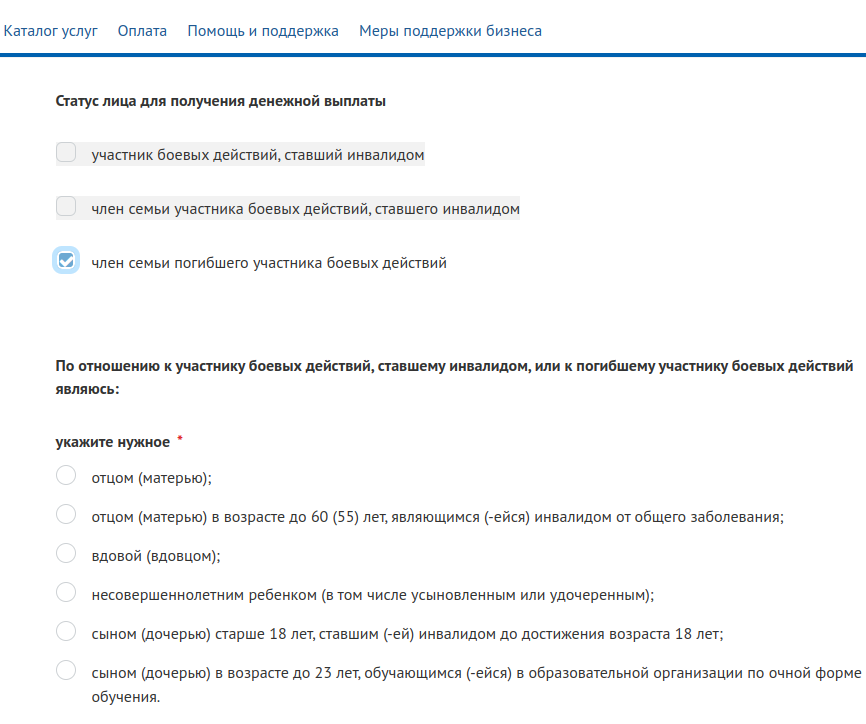 Каталог услуг Оплата Помощь и поддержка Меры поддержки бизнеса
Статус лица для получения денежной выплаты
участник боевых действий, ставший инвалидом
член семьи участника боевых действий, ставшего инвалидом
член семьи погибшего участника боевых действий
По отношению к участнику боевых действий, ставшему инвалидом, или к погибшему участнику боевых действий
являюсь:
укажите нужное *
отцом (матерью);
отцом (матерью) в возрасте до 60 (55) лет, являющимся (-ейся) инвалидом от общего заболевания;
вдовой (вдовцом);
несовершеннолетним ребенком (в том числе усыновленным или удочеренным);
сыном (дочерью) старше 18 лет, ставшим (-ей) инвалидом до достижения возраста 18 лет;
сыном (дочерью) в возрасте до 23 лет, обучающимся (-ейся) в образовательной организации по очной форме
обучения.